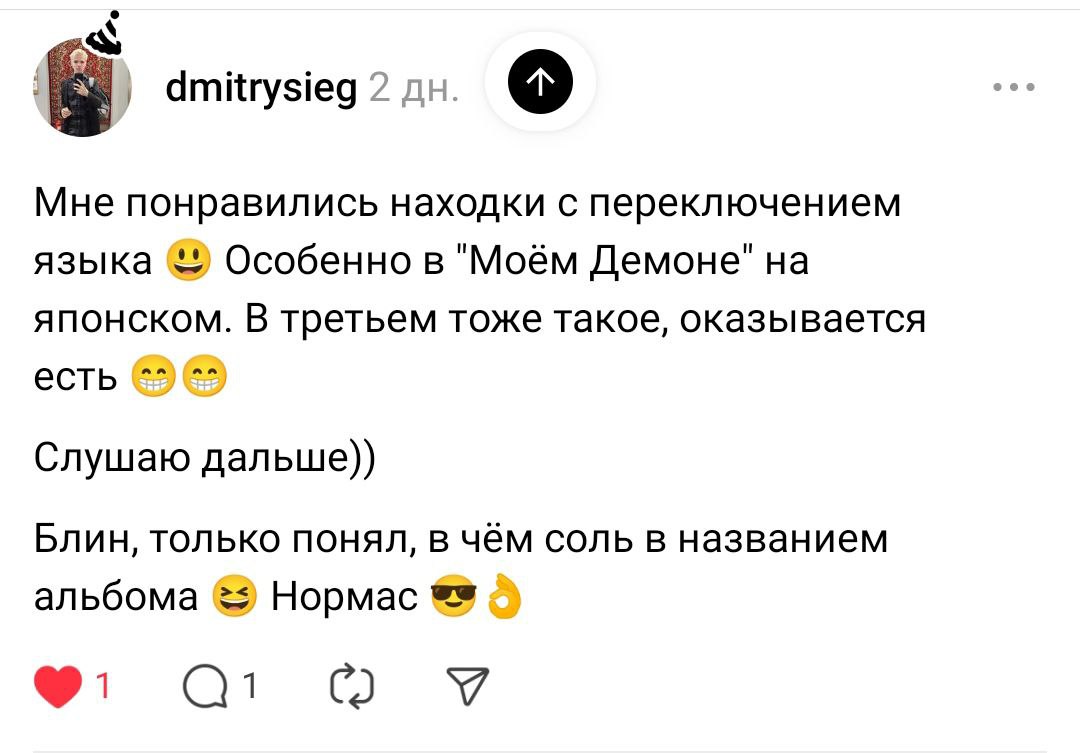 dmitrysieg 2 дн.
Мне понравились находки с переключением
языка 😃 Особенно в "Моём Демоне" на
японском. В третьем тоже такое, оказывается
есть 😁😁
Слушаю дальше))
Блин, только понял, в чём соль в названием
альбома 😆 Нормас 😎👌
1 1